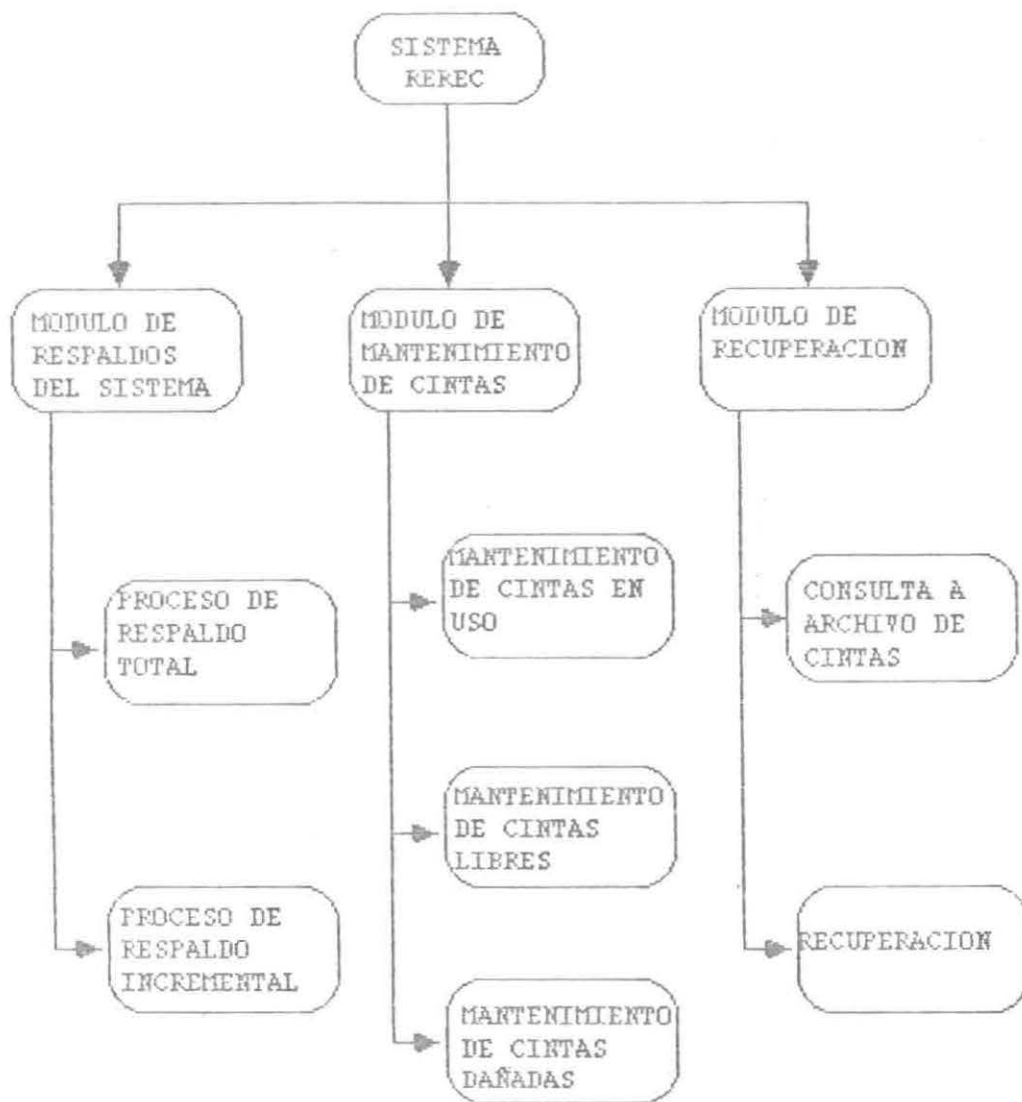 SISTEMA
REREC
MODULO DE
RESPALDOS
DEL SISTEMA
MODULO DE
MANTENIMIENTO
DE CINTAS
MODULO DE
RECUPERACION
PROCESO DE
RESPALDO
TOTAL
PROCESO DE
RESPALDO
INCREMENTAL
MANTENIMIENTO
DE CINTAS EN
USO
MANTENIMIENTO
DE CINTAS
LIBRES
MANTENIMIENTO
DE CINTAS
DAÑADAS
CONSULTA A
ARCHIVO DE
CINTAS
RECUPERACION